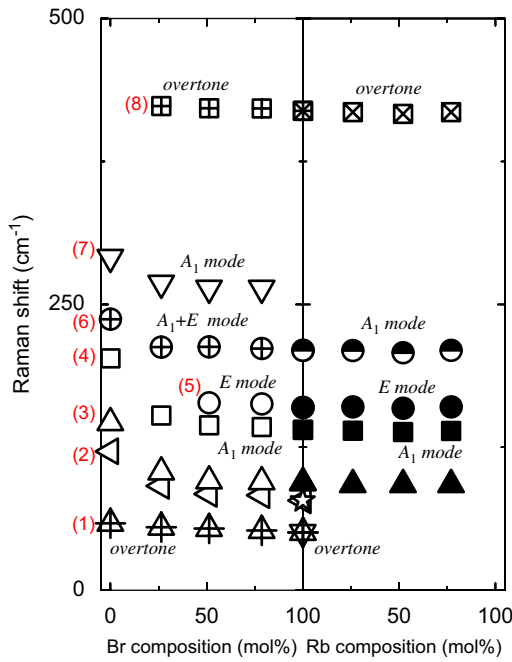 500
overtone
overtone
(8)
(7)
A1 mode
250
(6)
A1+E mode
A1 mode
(4)
(5)
E mode
E mode
(3)
A1 mode
A1 mode
(2)
(1)
overtone
overtone
0
Raman shift (cm-1)
0
50
100
50
100
Br composition (mol%)
Rb composition (mol%)